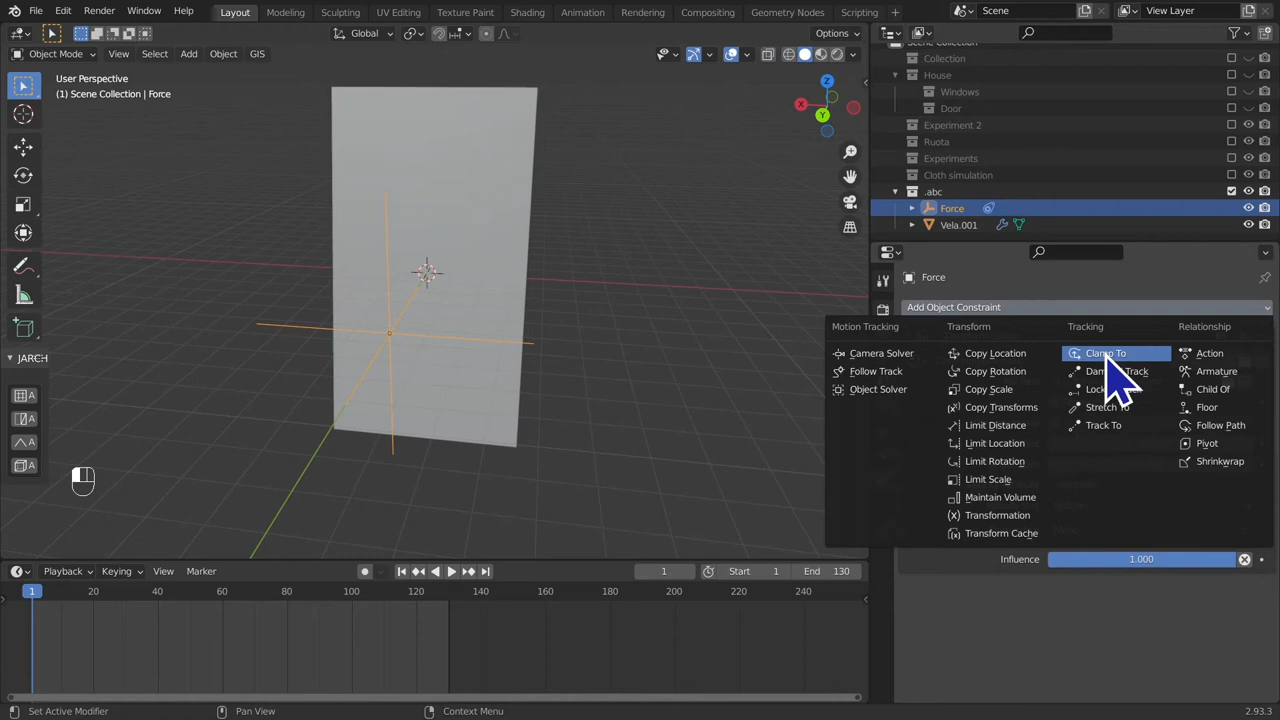 File Edit Render Window Help Layout Modeling Sculpting UV Editing Texture Paint Shading Animation Rendering Compositing Geometry Nodes Scripting + Scene View Layer
Global Options
Object Mode View Select Add Object GIS
User Perspective
(1) Scene Collection | Force
Z
X
Y
JARCH
A
A
A
A
Scene Collection
Collection
House
Windows
Door
Experiment 2
Ruota
Experiments
Cloth simulation
.abc
Force
Vela.001
Force
Add Object Constraint
Motion Tracking Transform Tracking Relationship
Camera Solver Copy Location Clamp To Action
Follow Track Copy Rotation Track Armature
Object Solver Copy Scale Child Of
Copy Transforms Stretch To Floor
Limit Distance Track To Follow Path
Limit Location Pivot
Limit Rotation Shrinkwrap
Limit Scale
Maintain Volume
Transformation
Transform Cache
Influence 1.000
Playback Keying View Marker 1 Start 1 End 130
1 20 40 60 80 100 120 140 160 180 200 220 240
Set Active Modifier Pan View Context Menu 2.93.3